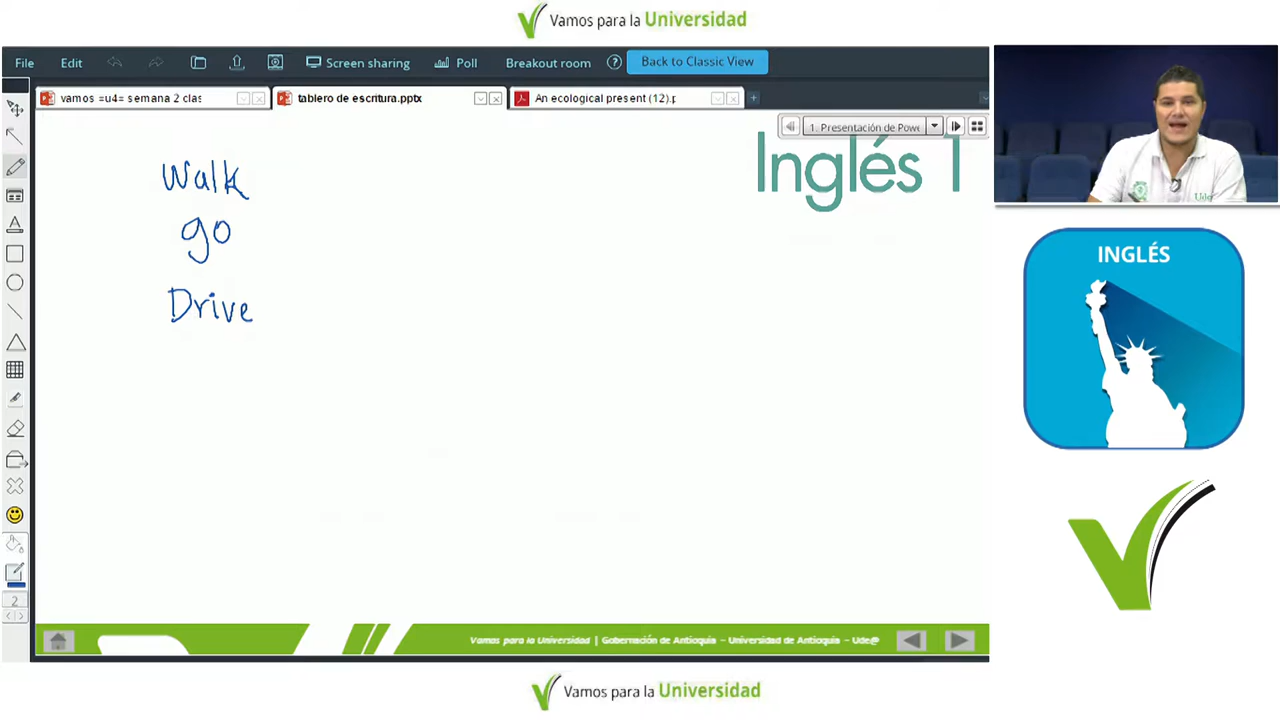 Vamos para la Universidad
File Edit Screen sharing Poll Breakout room ? Back to Classic View
vamos =u4= semana 2 clas tablero de escritura.pptx An ecological present (12).p
1. Presentación de Powe
Inglés 1
Walk
go
Drive
Ude
INGLÉS
2
Vamos para la Universidad | Gobernación de Antioquia – Universidad de Antioquia – Ude@
Vamos para la Universidad